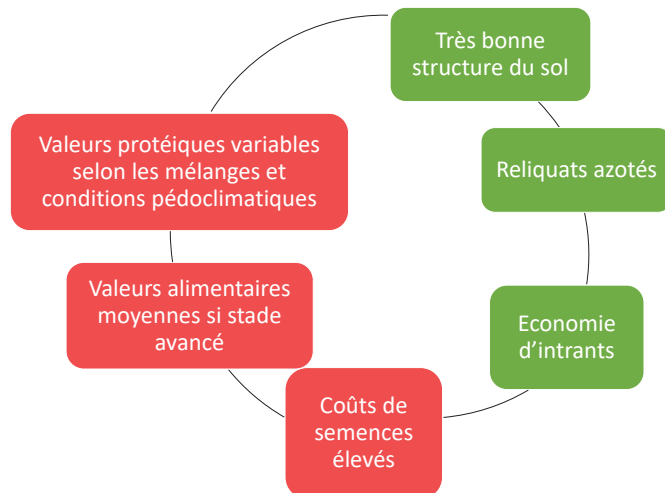 Très bonne
structure du sol
Reliquats azotés
Economie
d’intrants
Coûts de
semences
élevés
Valeurs alimentaires
moyennes si stade
avancé
Valeurs protéiques variables
selon les mélanges et
conditions pédoclimatiques